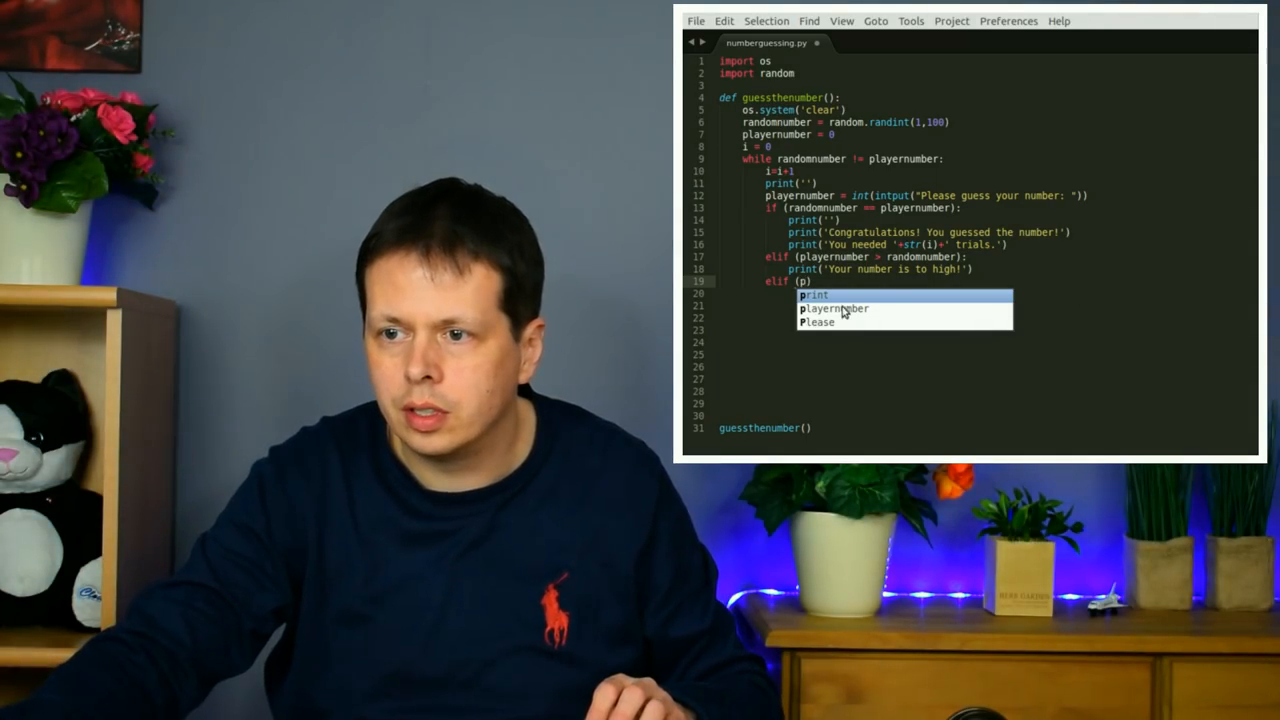 File Edit Selection Find View Goto Tools Project Preferences Help
numberguessing.py
1 import os
2 import random
3
4 def guessthenumber():
5 os.system('clear')
6 randomnumber = random.randint(1,100)
7 playernumber = 0
8 i = 0
9 while randomnumber != playernumber:
10 i=i+1
11 print('')
12 playernumber = int(intput("Please guess your number: "))
13 if (randomnumber == playernumber):
14 print('')
15 print('Congratulations! You guessed the number!')
16 print('You needed '+str(i)+' trials.')
17 elif (playernumber > randomnumber):
18 print('Your number is to high!')
19 elif (p)
20 print
21 playernumber
22 Please
23
24
25
26
27
28
29
30
31 guessthenumber()
HERB GARDEN